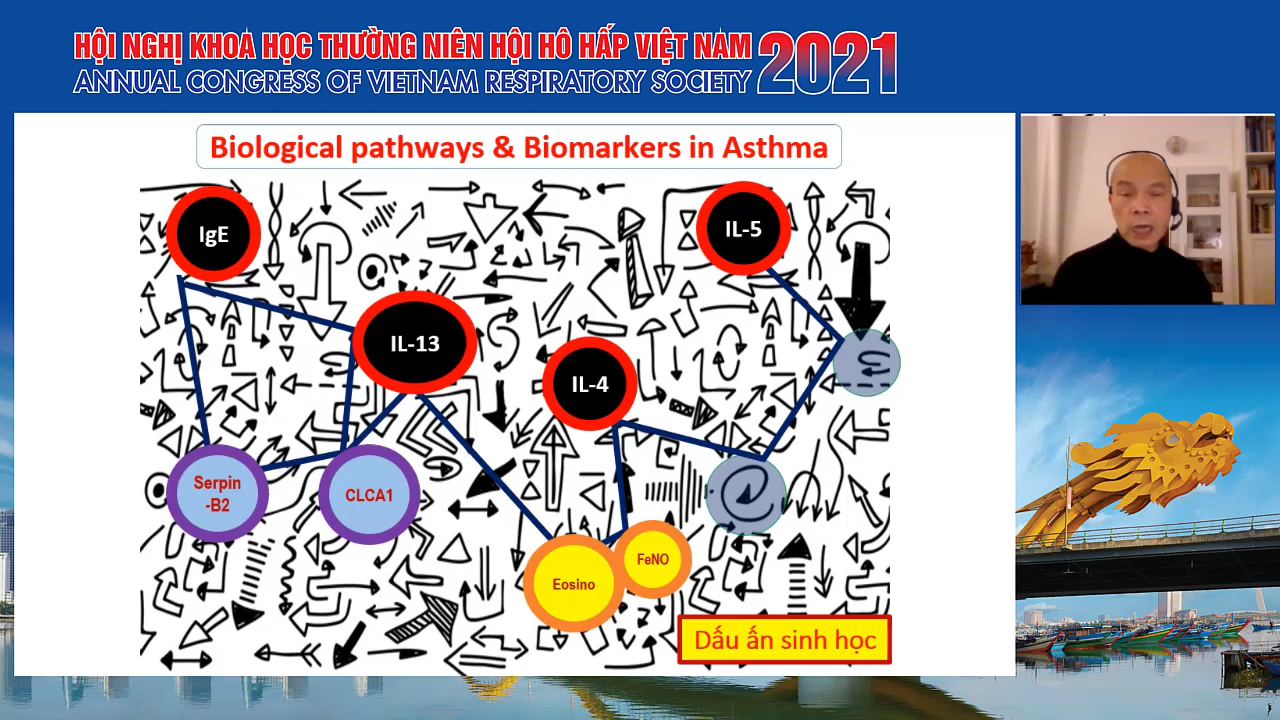 HỘI NGHỊ KHOA HỌC THƯỜNG NIÊN HỘI HÔ HẤP VIỆT NAM 2021
ANNUAL CONGRESS OF VIETNAM RESPIRATORY SOCIETY
Biological pathways & Biomarkers in Asthma
IgE
IL-5
IL-13
IL-4
Serpin
-B2
CLCA1
FeNO
Eosino
Dấu ấn sinh học